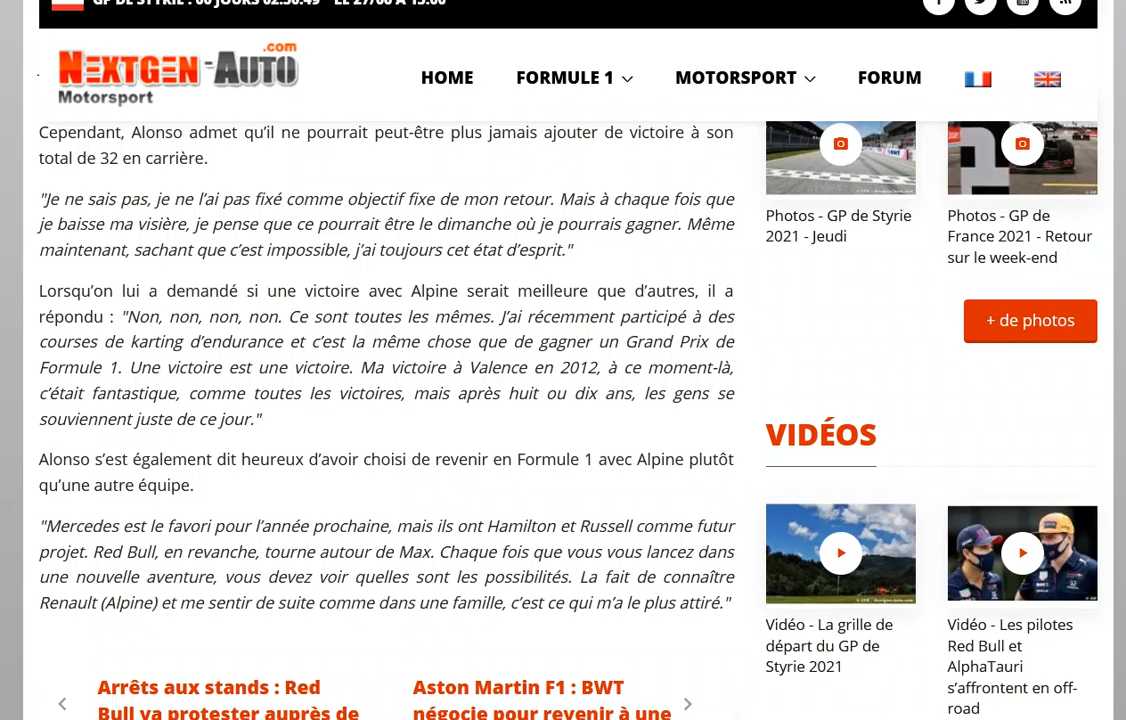 GP DE STYRIE : 00 JOURS 02:50:49 LE 27/06 À 15:00
NEXTGEN-AUTO.com
Motorsport
HOME
FORMULE 1
MOTORSPORT
FORUM
Cependant, Alonso admet qu’il ne pourrait peut-être plus jamais ajouter de victoire à son
total de 32 en carrière.
"Je ne sais pas, je ne l’ai pas fixé comme objectif fixe de mon retour. Mais à chaque fois que
je baisse ma visière, je pense que ce pourrait être le dimanche où je pourrais gagner. Même
maintenant, sachant que c’est impossible, j’ai toujours cet état d’esprit."
Lorsqu’on lui a demandé si une victoire avec Alpine serait meilleure que d’autres, il a
répondu : "Non, non, non, non. Ce sont toutes les mêmes. J’ai récemment participé à des
courses de karting d’endurance et c’est la même chose que de gagner un Grand Prix de
Formule 1. Une victoire est une victoire. Ma victoire à Valence en 2012, à ce moment-là,
c’était fantastique, comme toutes les victoires, mais après huit ou dix ans, les gens se
souviennent juste de ce jour."
Alonso s’est également dit heureux d’avoir choisi de revenir en Formule 1 avec Alpine plutôt
qu’une autre équipe.
"Mercedes est le favori pour l’année prochaine, mais ils ont Hamilton et Russell comme futur
projet. Red Bull, en revanche, tourne autour de Max. Chaque fois que vous vous lancez dans
une nouvelle aventure, vous devez voir quelles sont les possibilités. La fait de connaître
Renault (Alpine) et me sentir de suite comme dans une famille, c’est ce qui m’a le plus attiré."
Arrêts aux stands : Red
Bull va protester auprès de
Aston Martin F1 : BWT
négocie pour revenir à une
Photos - GP de Styrie
2021 - Jeudi
Photos - GP de
France 2021 - Retour
sur le week-end
+ de photos
VIDÉOS
Vidéo - La grille de
départ du GP de
Styrie 2021
Vidéo - Les pilotes
Red Bull et
AlphaTauri
s’affrontent en off-
road